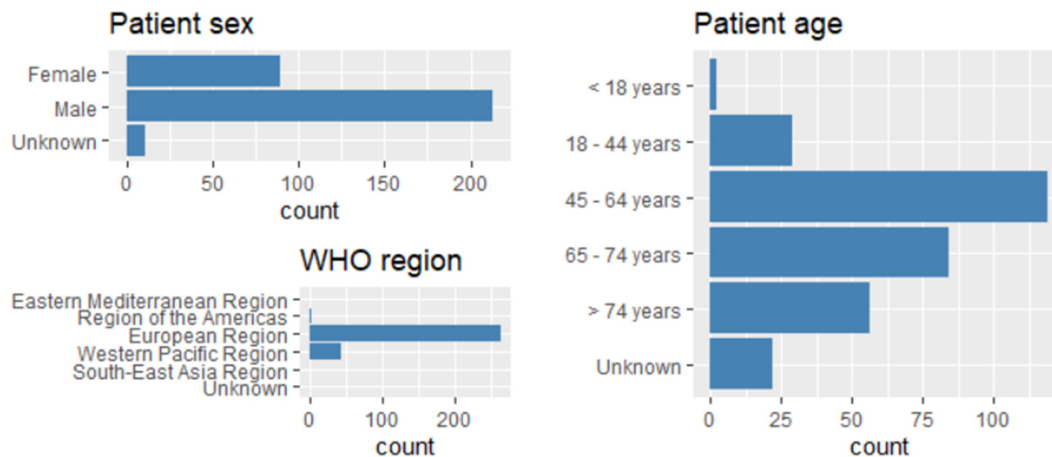 Patient sex
Female
Male
Unknown
0 50 100 150 200
count
WHO region
Eastern Mediterranean Region
Region of the Americas
European Region
Western Pacific Region
South-East Asia Region
Unknown
0 100 200
count
Patient age
< 18 years
18 - 44 years
45 - 64 years
65 - 74 years
> 74 years
Unknown
0 25 50 75 100
count